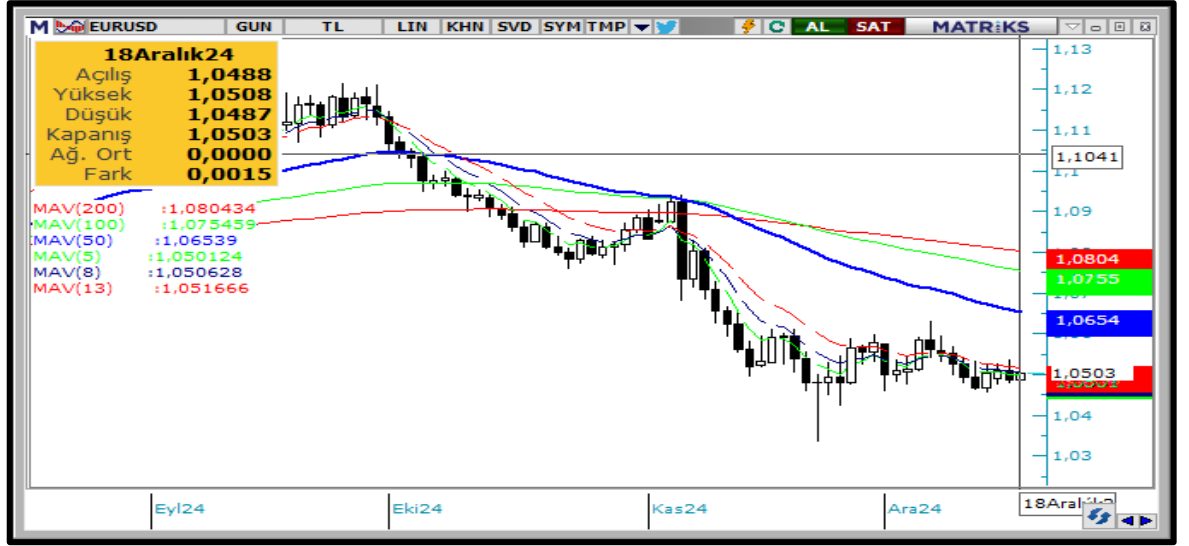 M EURUSD GUN TL LIN KHN SVD SYM TMP AL SAT MATRİKS
18Aralık24
Açılış 1,0488
Yüksek 1,0508
Düşük 1,0487
Kapanış 1,0503
Ağ. Ort 0,0000
Fark 0,0015
MAV(200) :1,080434
MAV(100) :1,075459
MAV(50) :1,06539
MAV(5) :1,050124
MAV(8) :1,050628
MAV(13) :1,051666
1,13
1,12
1,11
1,1041
1,1
1,09
1,0804
1,0755
1,0654
1,0503
1,04
1,03
Eyl24 Eki24 Kas24 Ara24